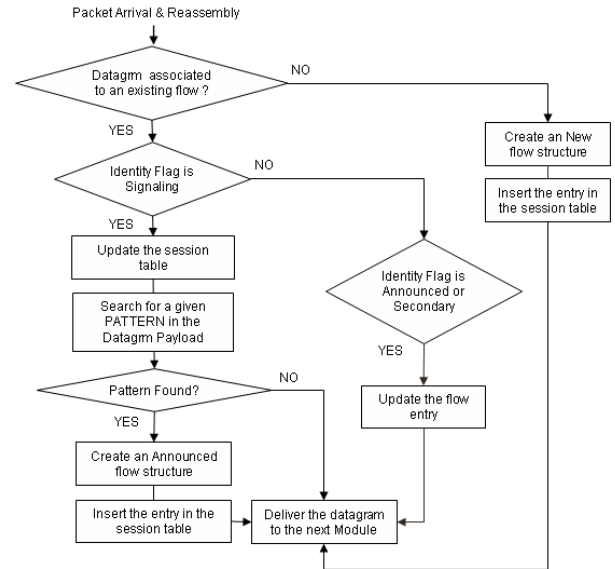 Packet Arrival & Reassembly
Datagrm associated
to an existing flow ?
NO
YES
Create an New
flow structure
Insert the entry in
the session table
Identity Flag is
Signaling
NO
YES
Update the session
table
Identity Flag is
Announced or
Secondary
YES
Search for a given
PATTERN in the
Datagrm Payload
Update the flow
entry
Pattern Found?
NO
YES
Create an Announced
flow structure
Insert the entry in the
session table
Deliver the datagram
to the next Module